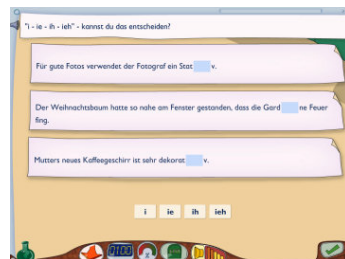 "i - ie - ih - ieh" - kannst du das entscheiden?
Für gute Fotos verwendet der Fotograf ein Stat v.
Der Weihnachtsbaum hatte so nahe am Fenster gestanden, dass die Gard ne Feuer
fing.
Mutters neues Kaffeegeschirr ist sehr dekorat v.
i ie ih ieh
0100